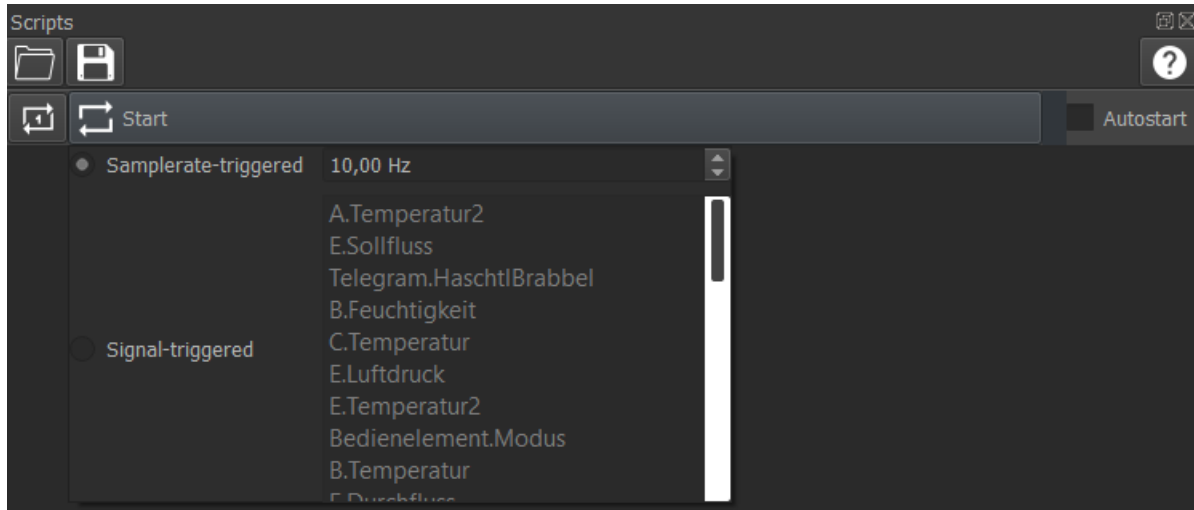 Scripts
Start
Autostart
Samplerate-triggered 10,00 Hz
A.Temperatur2
E.Sollfluss
Telegram.HaschtlBrabbel
B.Feuchtigkeit
Signal-triggered
C.Temperatur
E.Luftdruck
E.Temperatur2
Bedienelement.Modus
B.Temperatur